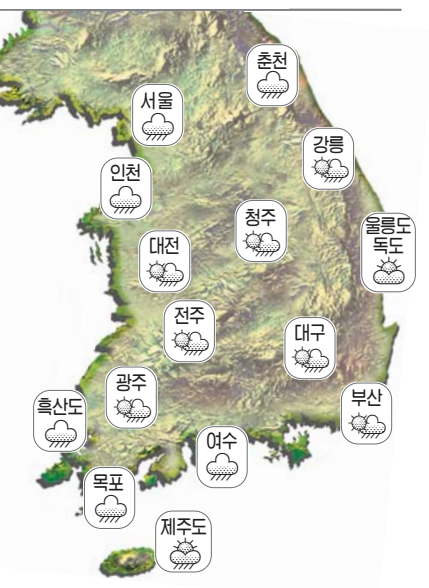 춘천
서울
강릉
인천
청주
울릉도
독도
대전
전주
대구
광주
부산
흑산도
여수
목포
제주도